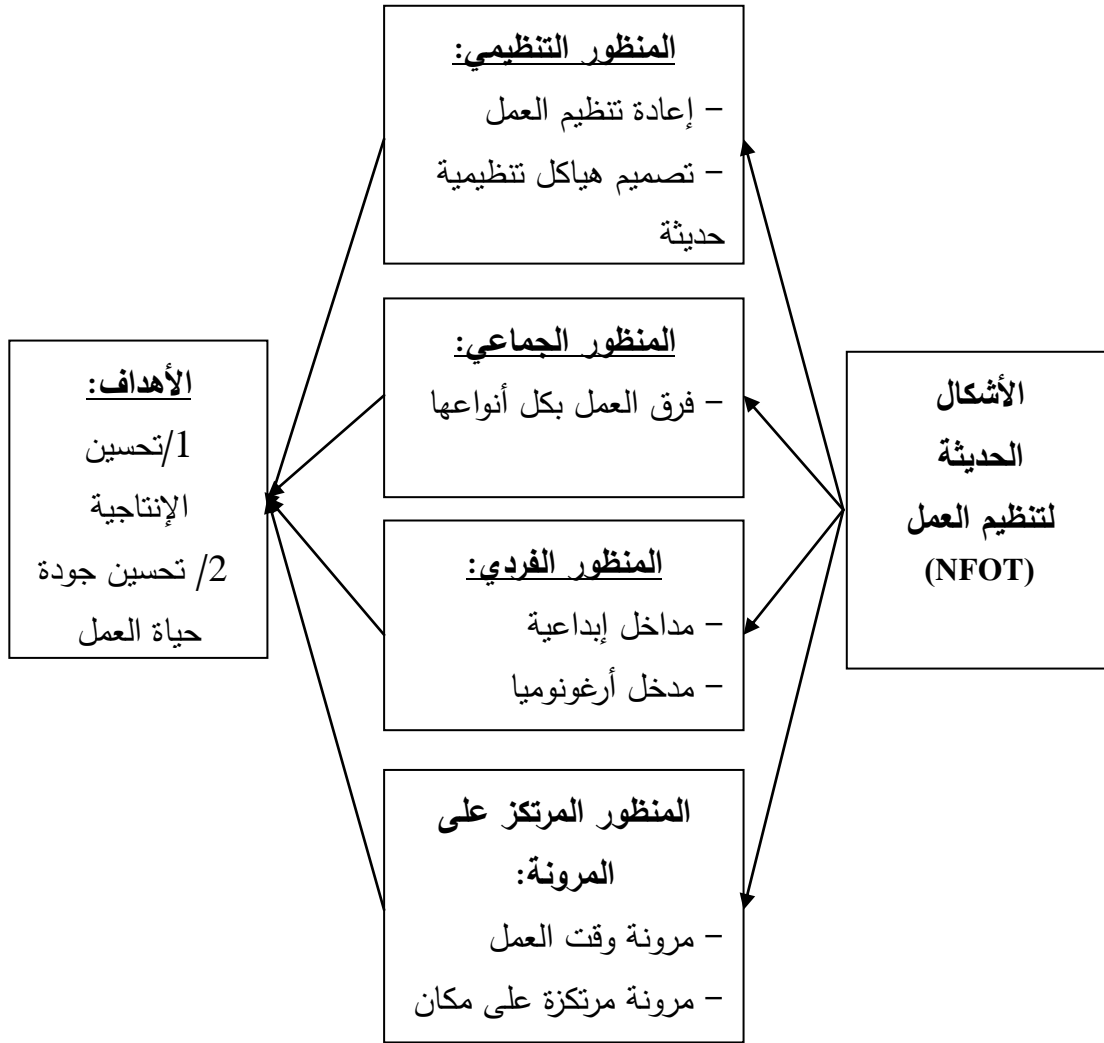 الأشكال
الحديثة
لتنظيم العمل
(NFOT)
المنظور التنظيمي:
– إعادة تنظيم العمل
– تصميم هياكل تنظيمية
حديثة
المنظور الجماعي:
– فرق العمل بكل أنواعها
المنظور الفردي:
– مداخل إبداعية
– مدخل أرغونوميا
المنظور المرتكز على
المرونة:
– مرونة وقت العمل
– مرونة مرتكزة على مكان
الأهداف:
1/تحسين
الإنتاجية
2/ تحسين جودة
حياة العمل